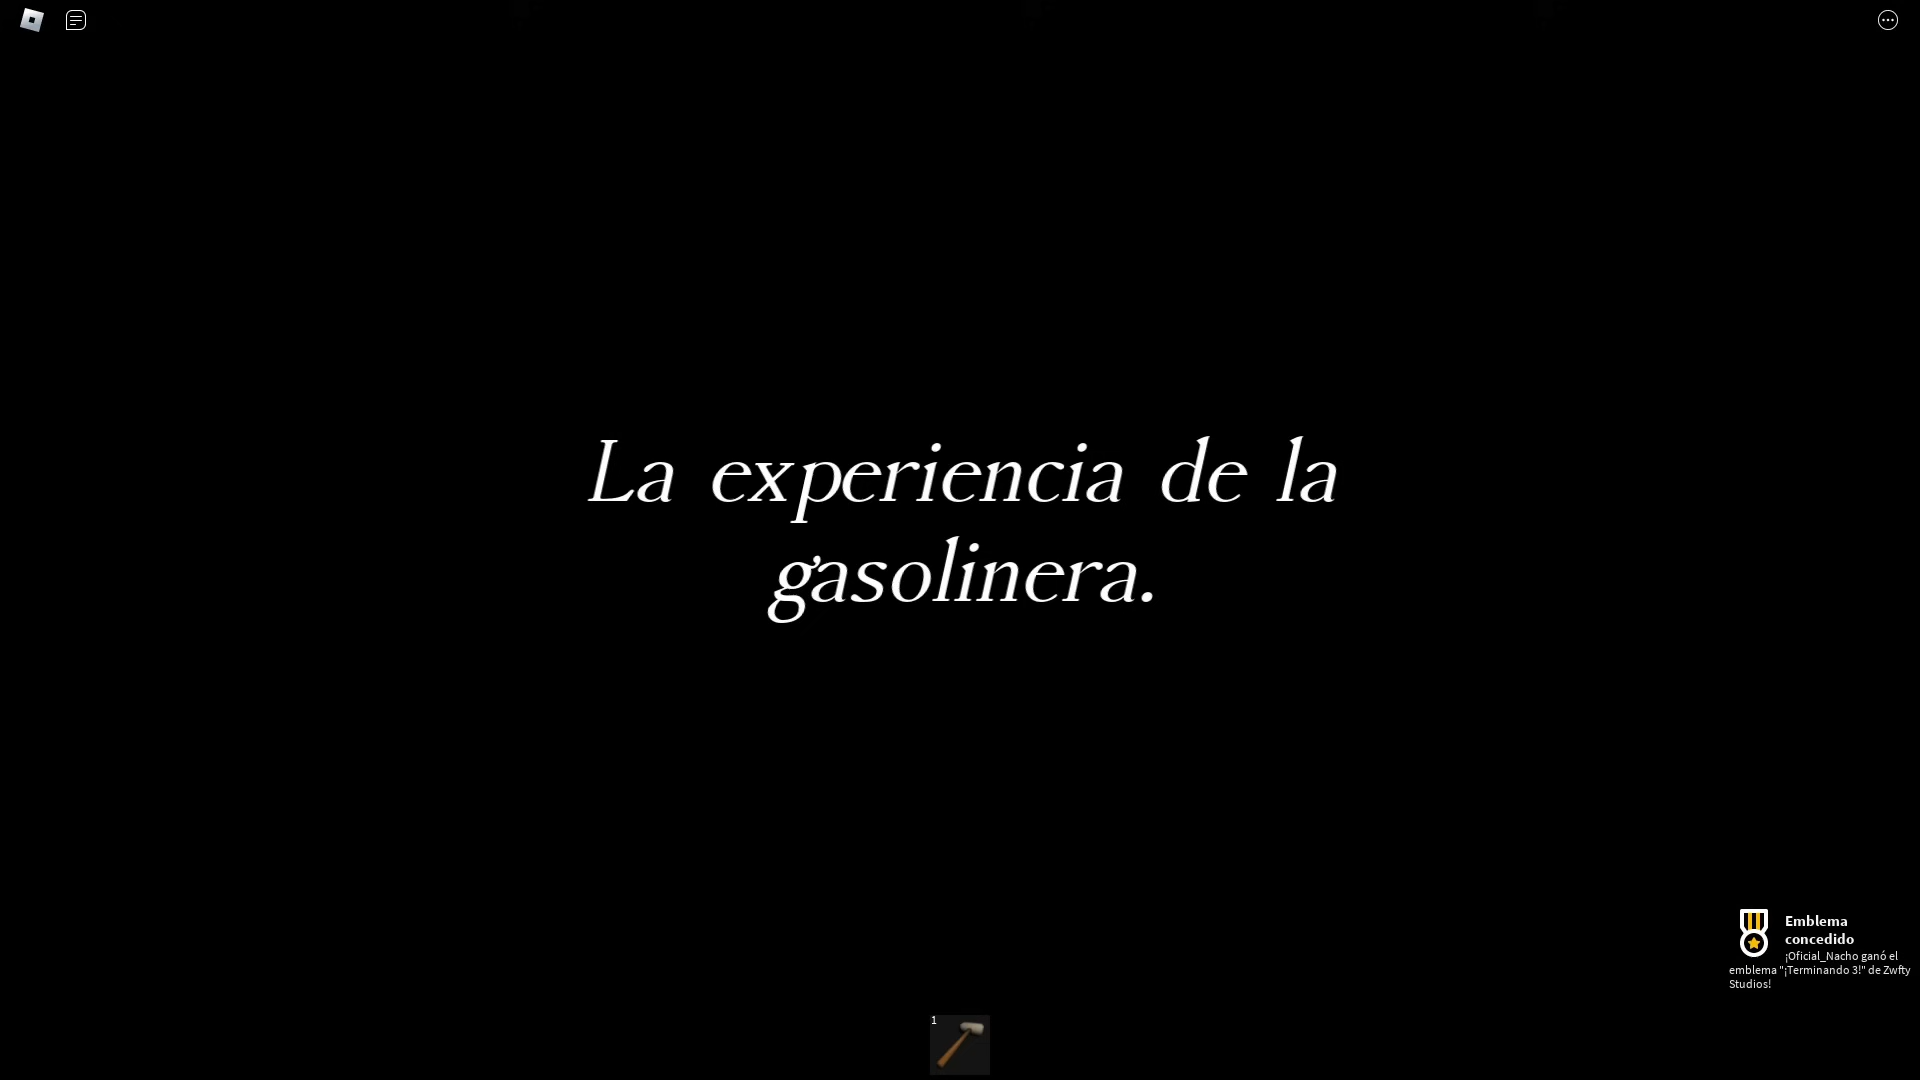 La experiencia de la
gasolinera.
Emblema
concedido
¡Oficial_Nacho ganó el
emblema "¡Terminando 3!" de Zwfty
Studios!
1